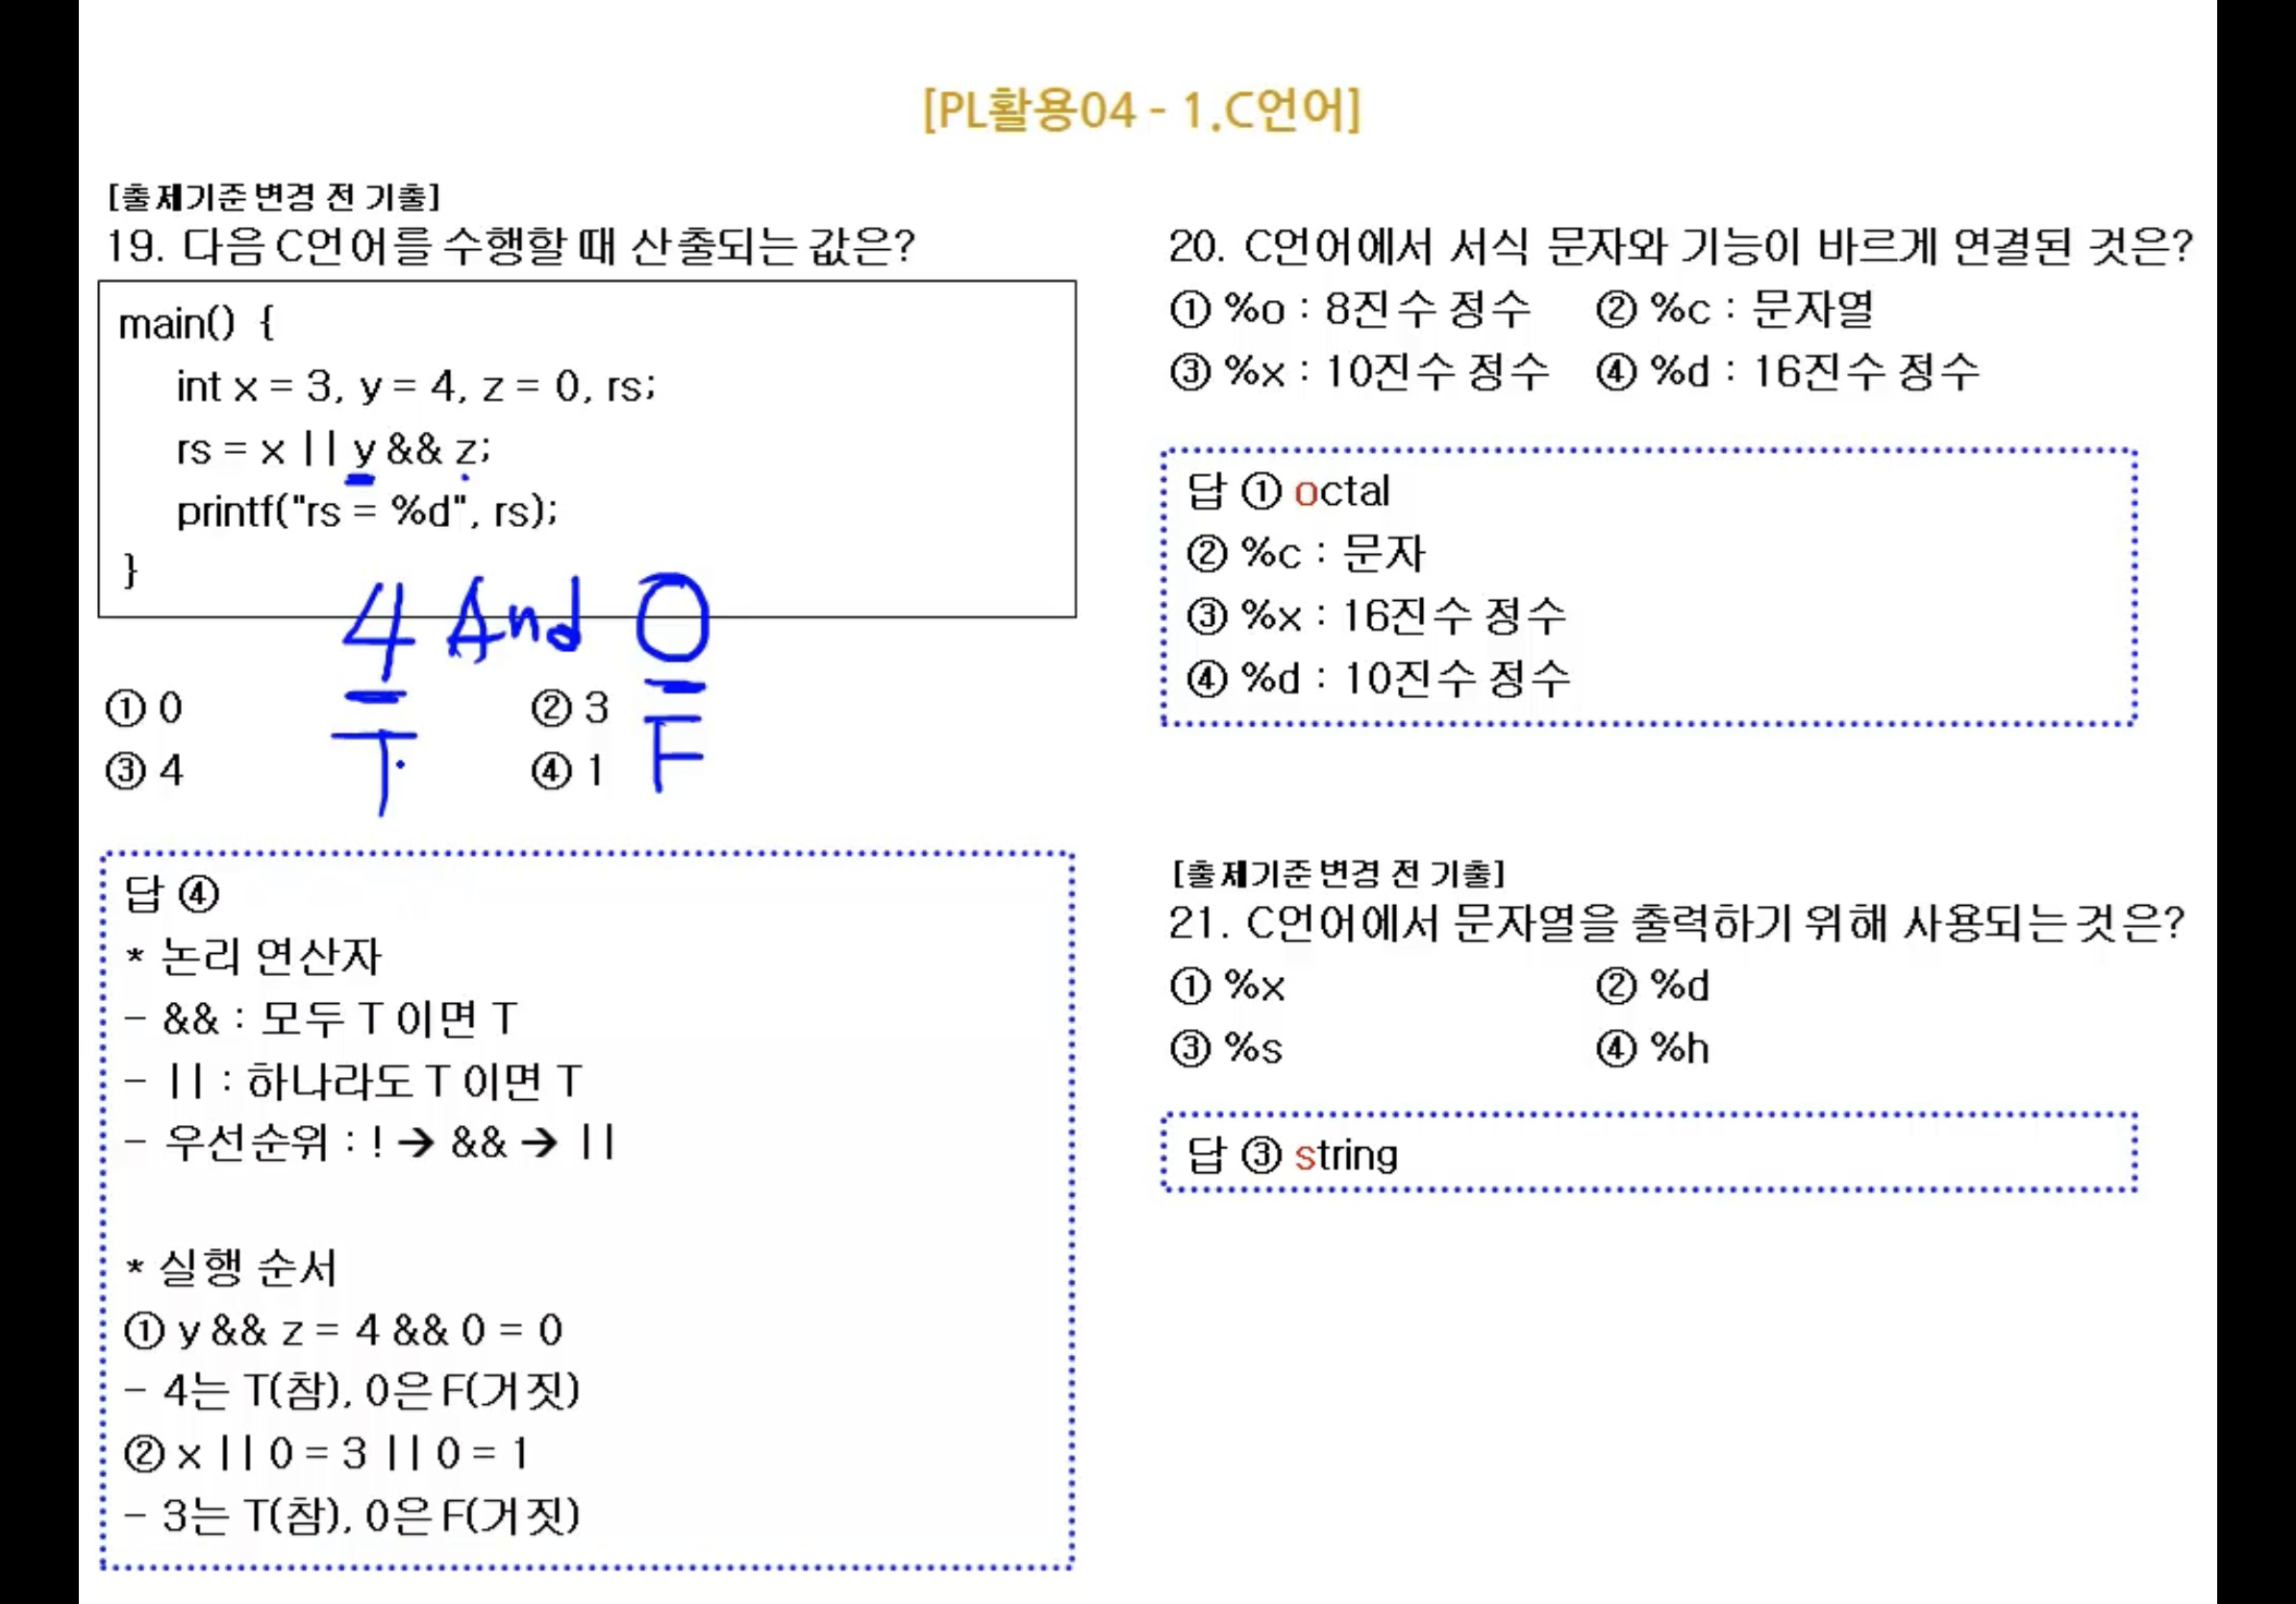 [PL활용04 - 1.C언어]
[출제기준변경 전 기출]
19. 다음 C언어를 수행할 때 산출되는 값은?
main() {
int x = 3, y = 4, z = 0, rs;
rs = x || y && z;
printf("rs = %d", rs);
}
4 And 0
T F
① 0 ② 3
③ 4 ④ 1
답 ④
* 논리 연산자
- && : 모두 T 이면 T
- || : 하나라도 T 이면 T
- 우선순위 : ! → && → ||
* 실행 순서
① y && z = 4 && 0 = 0
- 4는 T(참), 0은 F(거짓)
② x || 0 = 3 || 0 = 1
- 3는 T(참), 0은 F(거짓)
20. C언어에서 서식 문자와 기능이 바르게 연결된 것은?
① %o : 8진수 정수 ② %c : 문자열
③ %x : 10진수 정수 ④ %d : 16진수 정수
답 ① octal
② %c : 문자
③ %x : 16진수 정수
④ %d : 10진수 정수
[출제기준변경 전 기출]
21. C언어에서 문자열을 출력하기 위해 사용되는 것은?
① %x ② %d
③ %s ④ %h
답 ③ string